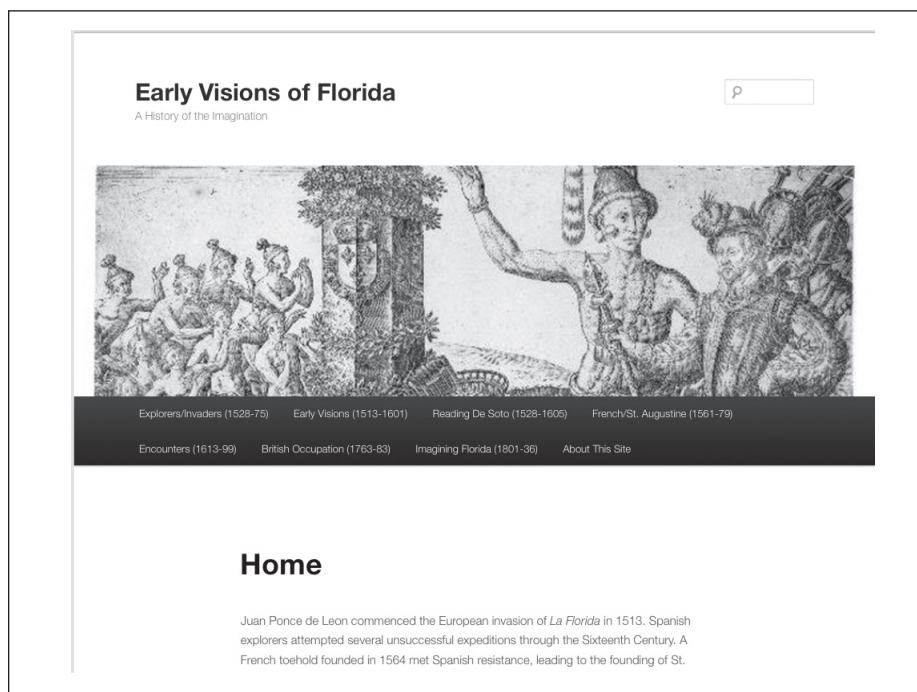 Early Visions of Florida
A History of the Imagination
Explorers/Invaders (1528-75) Early Visions (1513-1601) Reading De Soto (1528-1605) French/St. Augustine (1561-79)
Encounters (1613-99) British Occupation (1763-83) Imagining Florida (1801-36) About This Site
Home
Juan Ponce de Leon commenced the European invasion of La Florida in 1513. Spanish
explorers attempted several unsuccessful expeditions through the Sixteenth Century. A
French toehold founded in 1564 met Spanish resistance, leading to the founding of St.